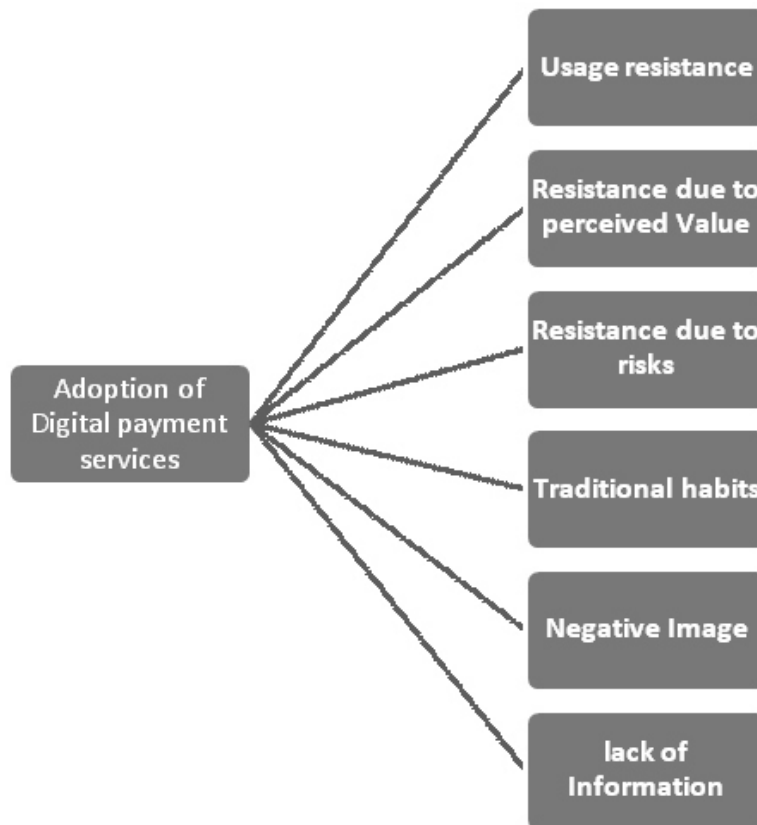 Usage resistance
Resistance due to
perceived Value
Resistance due to
risks
Adoption of
Digital payment
services
Traditional habits
Negative Image
lack of
Information